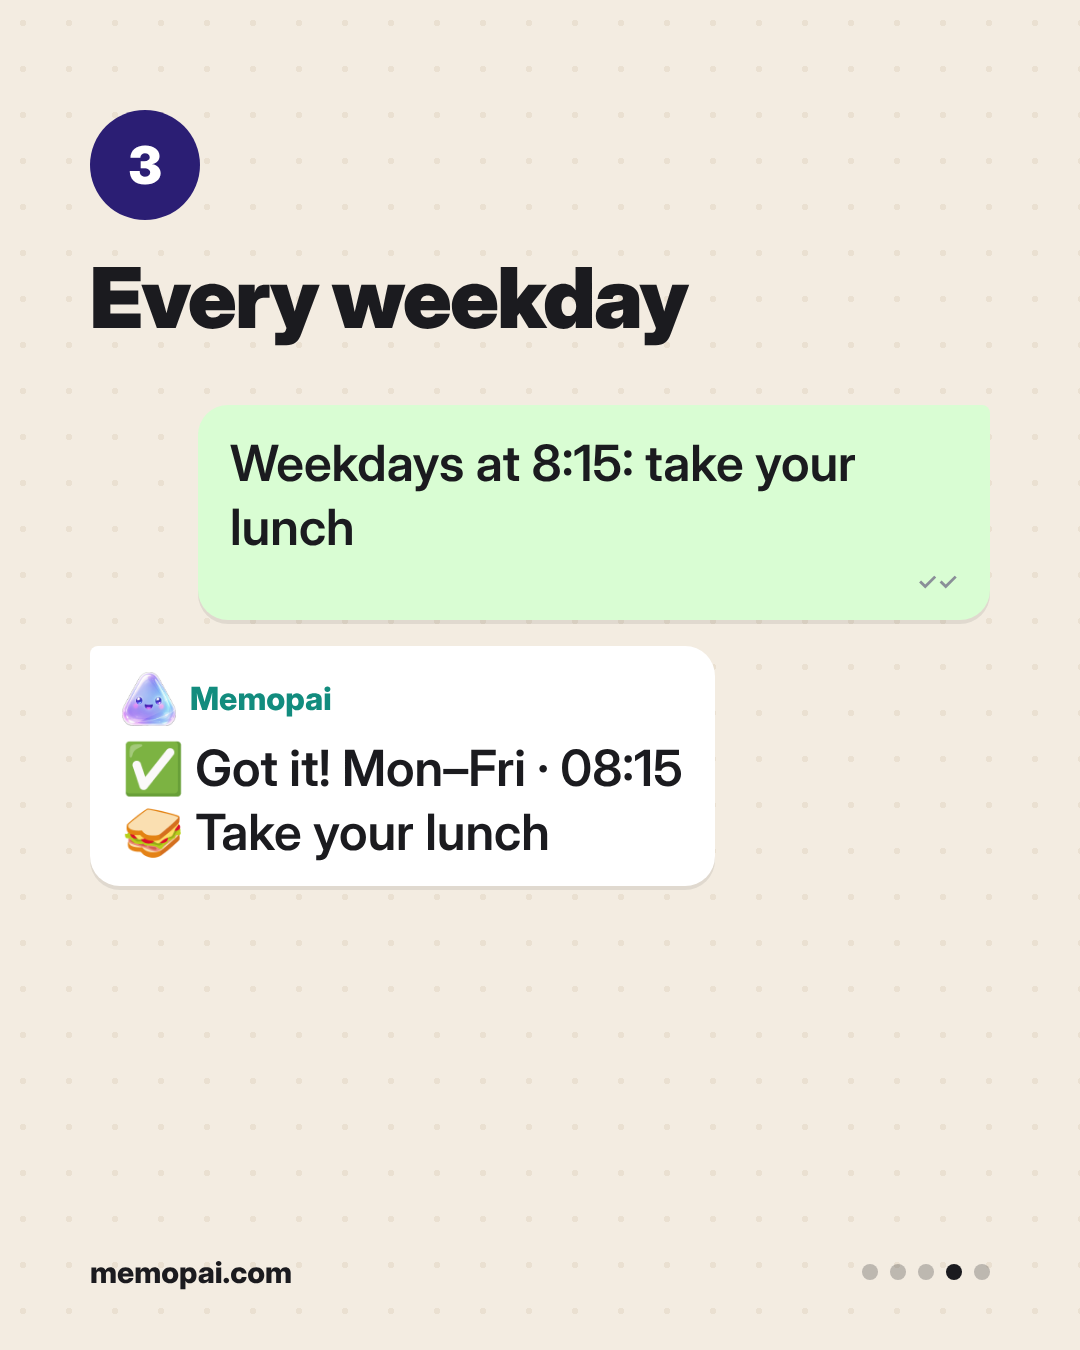 3
Every weekday
Weekdays at 8:15: take your
lunch
Memopai
✅ Got it! Mon–Fri · 08:15
🥪 Take your lunch
memopai.com